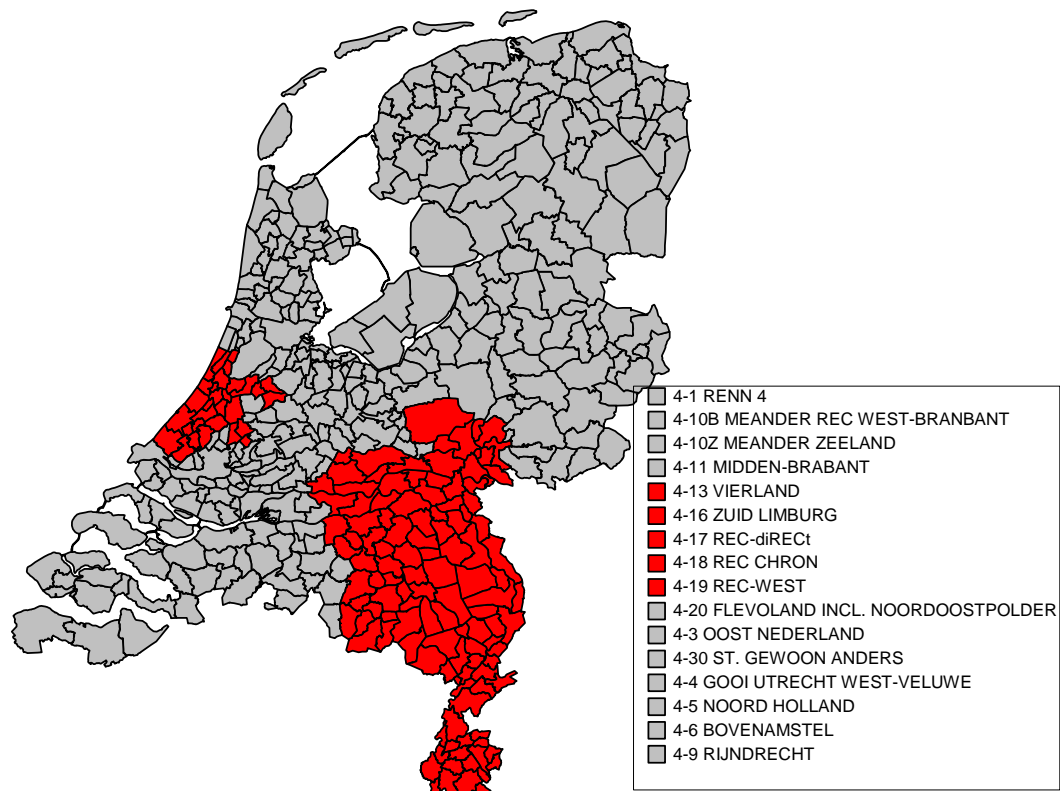 4-1 RENN 4
4-10B MEANDER REC WEST-BRANBANT
4-10Z MEANDER ZEELAND
4-11 MIDDEN-BRABANT
4-13 VIERLAND
4-16 ZUID LIMBURG
4-17 REC-diRECt
4-18 REC CHRON
4-19 REC-WEST
4-20 FLEVOLAND INCL. NOORDOOSTPOLDER
4-3 OOST NEDERLAND
4-30 ST. GEWOON ANDERS
4-4 GOOI UTRECHT WEST-VELUWE
4-5 NOORD HOLLAND
4-6 BOVENAMSTEL
4-9 RIJNDRECHT